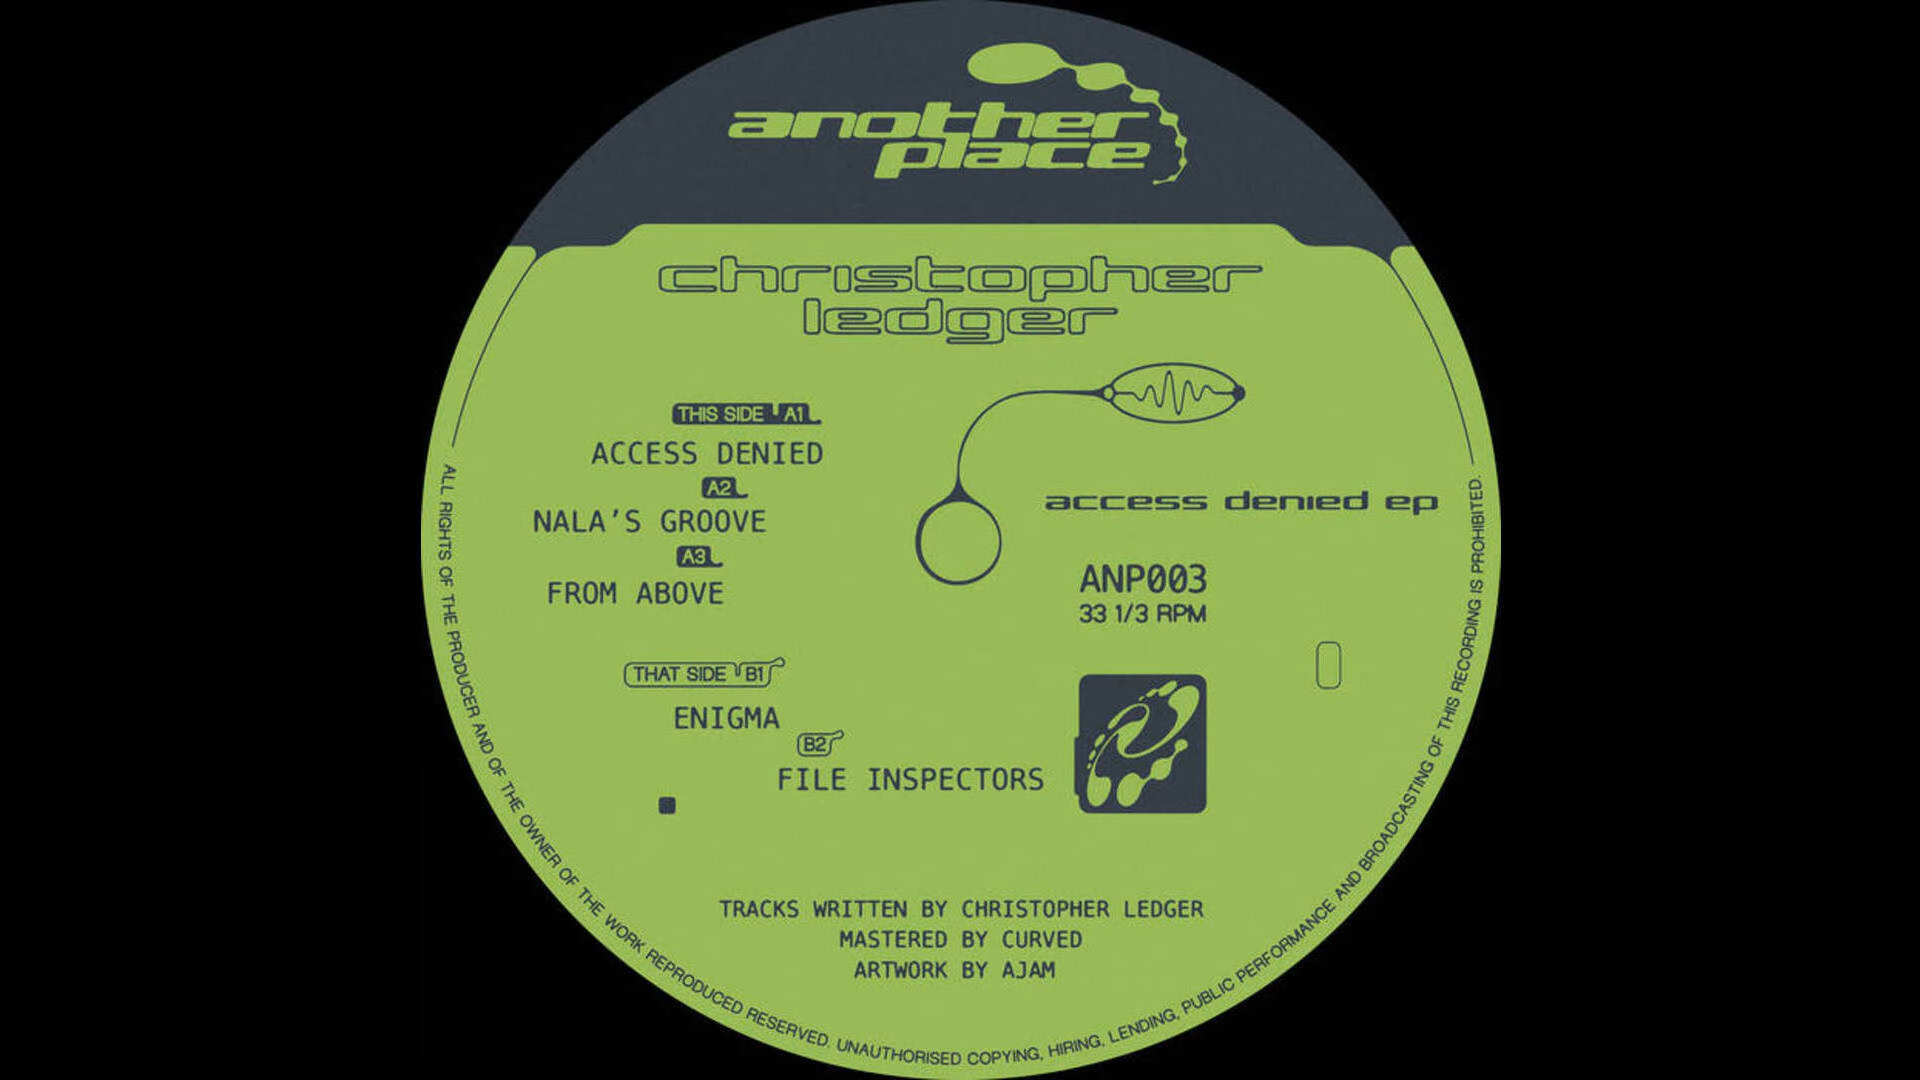 another
place
christopher
ledger
THIS SIDE A1
ACCESS DENIED
A2
NALA'S GROOVE
A3
FROM ABOVE
access denied ep
ANP003
33 1/3 RPM
THAT SIDE B1
ENIGMA
B2
FILE INSPECTORS
TRACKS WRITTEN BY CHRISTOPHER LEDGER
MASTERED BY CURVED
ARTWORK BY AJAM
ALL RIGHTS OF THE PRODUCER AND OF THE OWNER OF THE WORK REPRODUCED RESERVED. UNAUTHORISED COPYING, HIRING, LENDING, PUBLIC PERFORMANCE AND BROADCASTING OF THIS RECORDING IS PROHIBITED.